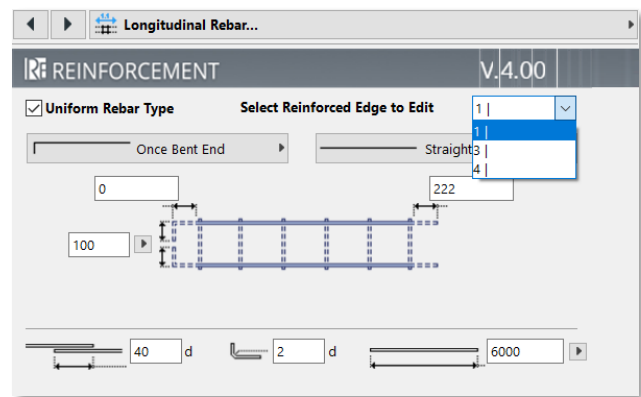 Longitudinal Rebar...
REINFORCEMENT V.4.00
Uniform Rebar Type Select Reinforced Edge to Edit 1 |
1 |
Once Bent End Straight 3 |
4 |
0 222
100
40 d 2 d 6000